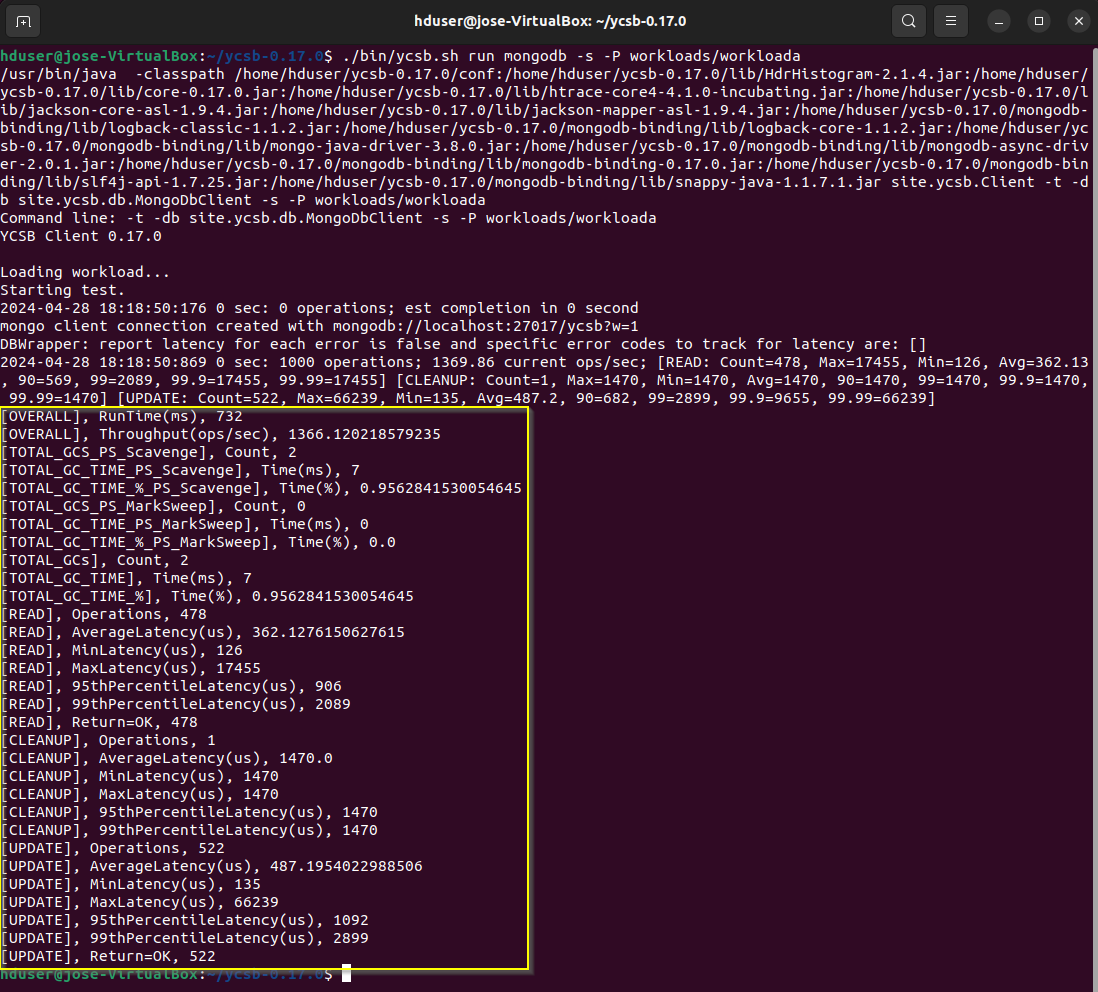 hduser@jose-VirtualBox: ~/ycsb-0.17.0
hduser@jose-VirtualBox:~/ycsb-0.17.0$ ./bin/ycsb.sh run mongodb -s -P workloads/workloada
/usr/bin/java  -classpath /home/hduser/ycsb-0.17.0/conf:/home/hduser/ycsb-0.17.0/lib/HdrHistogram-2.1.4.jar:/home/hduser/
ycsb-0.17.0/lib/core-0.17.0.jar:/home/hduser/ycsb-0.17.0/lib/htrace-core4-4.1.0-incubating.jar:/home/hduser/ycsb-0.17.0/l
ib/jackson-core-asl-1.9.4.jar:/home/hduser/ycsb-0.17.0/lib/jackson-mapper-asl-1.9.4.jar:/home/hduser/ycsb-0.17.0/mongodb-
binding/lib/logback-classic-1.1.2.jar:/home/hduser/ycsb-0.17.0/mongodb-binding/lib/logback-core-1.1.2.jar:/home/hduser/yc
sb-0.17.0/mongodb-binding/lib/mongo-java-driver-3.8.0.jar:/home/hduser/ycsb-0.17.0/mongodb-binding/lib/mongodb-async-driv
er-2.0.1.jar:/home/hduser/ycsb-0.17.0/mongodb-binding/lib/mongodb-binding-0.17.0.jar:/home/hduser/ycsb-0.17.0/mongodb-bin
ding/lib/slf4j-api-1.7.25.jar:/home/hduser/ycsb-0.17.0/mongodb-binding/lib/snappy-java-1.1.7.1.jar site.ycsb.Client -t -d
b site.ycsb.db.MongoDbClient -s -P workloads/workloada
Command line: -t -db site.ycsb.db.MongoDbClient -s -P workloads/workloada
YCSB Client 0.17.0
Loading workload...
Starting test.
2024-04-28 18:18:50:176 0 sec: 0 operations; est completion in 0 second
mongo client connection created with mongodb://localhost:27017/ycsb?w=1
DBWrapper: report latency for each error is false and specific error codes to track for latency are: []
2024-04-28 18:18:50:869 0 sec: 1000 operations; 1369.86 current ops/sec; [READ: Count=478, Max=17455, Min=126, Avg=362.13
, 90=569, 99=2089, 99.9=17455, 99.99=17455] [CLEANUP: Count=1, Max=1470, Min=1470, Avg=1470, 90=1470, 99=1470, 99.9=1470,
 99.99=1470] [UPDATE: Count=522, Max=66239, Min=135, Avg=487.2, 90=682, 99=2899, 99.9=9655, 99.99=66239]
[OVERALL], RunTime(ms), 732
[OVERALL], Throughput(ops/sec), 1366.120218579235
[TOTAL_GCS_PS_Scavenge], Count, 2
[TOTAL_GC_TIME_PS_Scavenge], Time(ms), 7
[TOTAL_GC_TIME_%_PS_Scavenge], Time(%), 0.9562841530054645
[TOTAL_GCS_PS_MarkSweep], Count, 0
[TOTAL_GC_TIME_PS_MarkSweep], Time(ms), 0
[TOTAL_GC_TIME_%_PS_MarkSweep], Time(%), 0.0
[TOTAL_GCs], Count, 2
[TOTAL_GC_TIME], Time(ms), 7
[TOTAL_GC_TIME_%], Time(%), 0.9562841530054645
[READ], Operations, 478
[READ], AverageLatency(us), 362.1276150627615
[READ], MinLatency(us), 126
[READ], MaxLatency(us), 17455
[READ], 95thPercentileLatency(us), 906
[READ], 99thPercentileLatency(us), 2089
[READ], Return=OK, 478
[CLEANUP], Operations, 1
[CLEANUP], AverageLatency(us), 1470.0
[CLEANUP], MinLatency(us), 1470
[CLEANUP], MaxLatency(us), 1470
[CLEANUP], 95thPercentileLatency(us), 1470
[CLEANUP], 99thPercentileLatency(us), 1470
[UPDATE], Operations, 522
[UPDATE], AverageLatency(us), 487.1954022988506
[UPDATE], MinLatency(us), 135
[UPDATE], MaxLatency(us), 66239
[UPDATE], 95thPercentileLatency(us), 1092
[UPDATE], 99thPercentileLatency(us), 2899
[UPDATE], Return=OK, 522
hduser@jose-VirtualBox:~/ycsb-0.17.0$